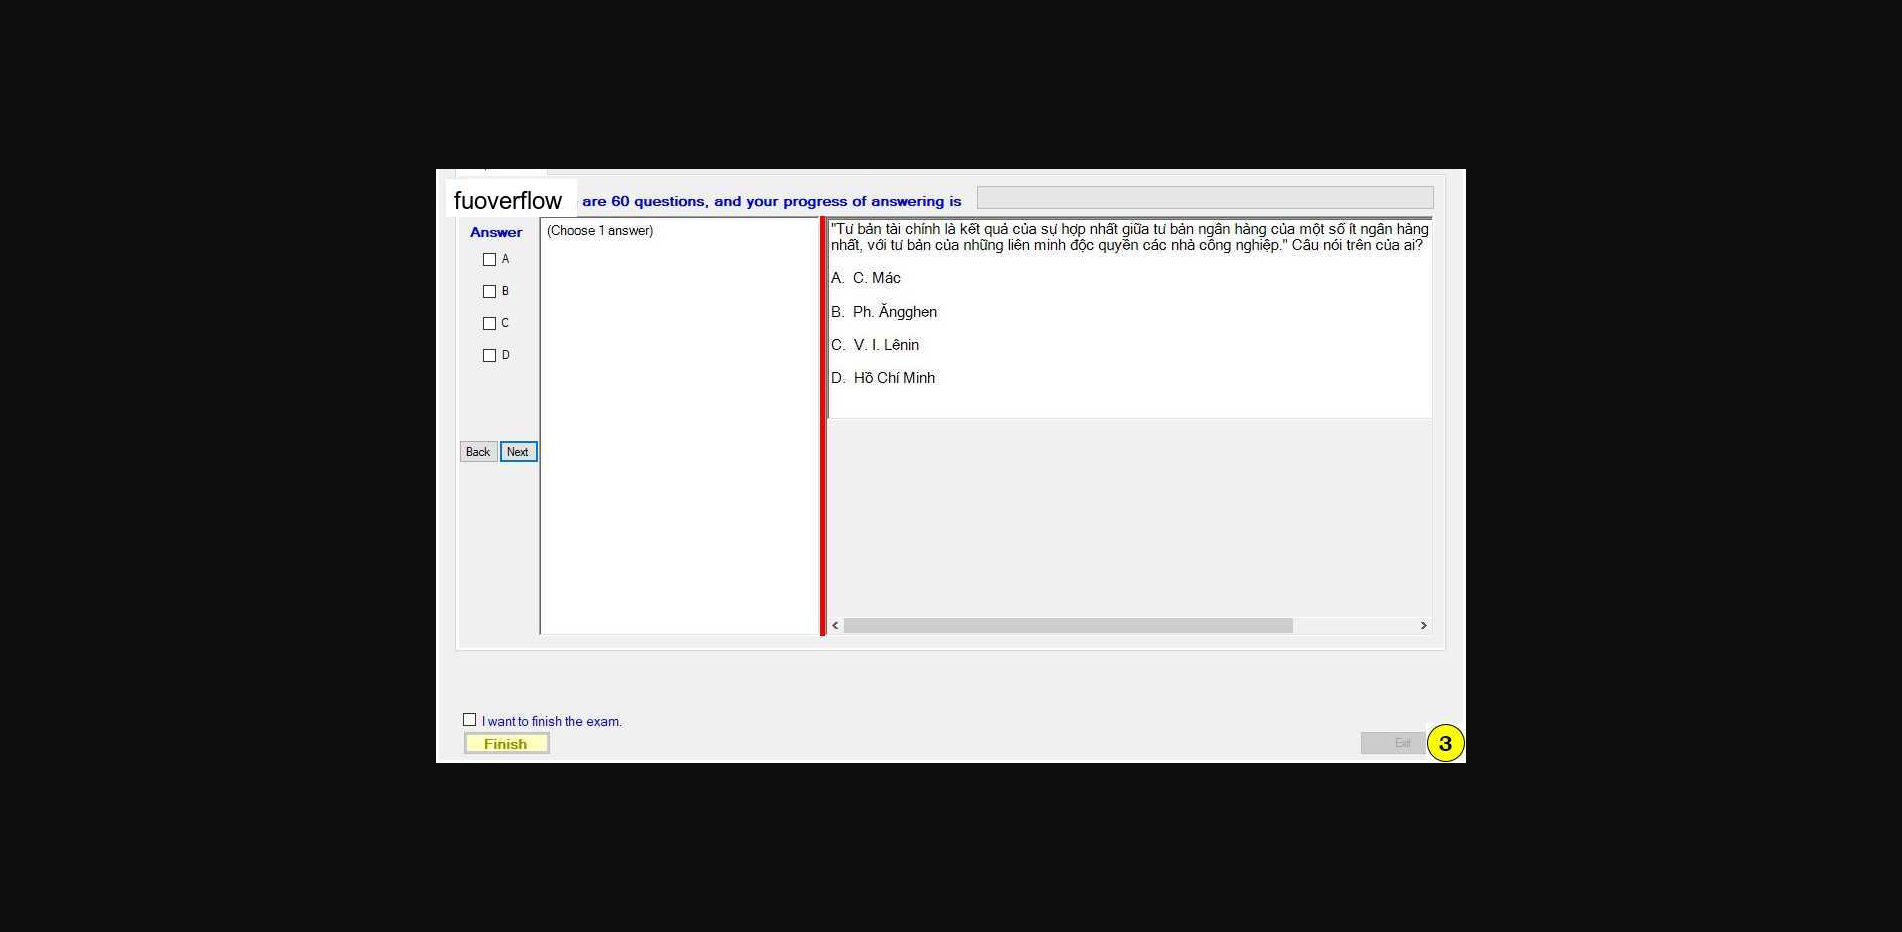 fuoverflow are 60 questions, and your progress of answering is
Answer
A
B
C
D
Back Next
(Choose 1 answer)
"Tư bản tài chính là kết quả của sự hợp nhất giữa tư bản ngân hàng của một số ít ngân hàng
nhất, với tư bản của những liên minh độc quyền các nhà công nghiệp." Câu nói trên của ai?
A. C. Mác
B. Ph. Ăngghen
C. V. I. Lênin
D. Hồ Chí Minh
I want to finish the exam.
Finish
Exit
3